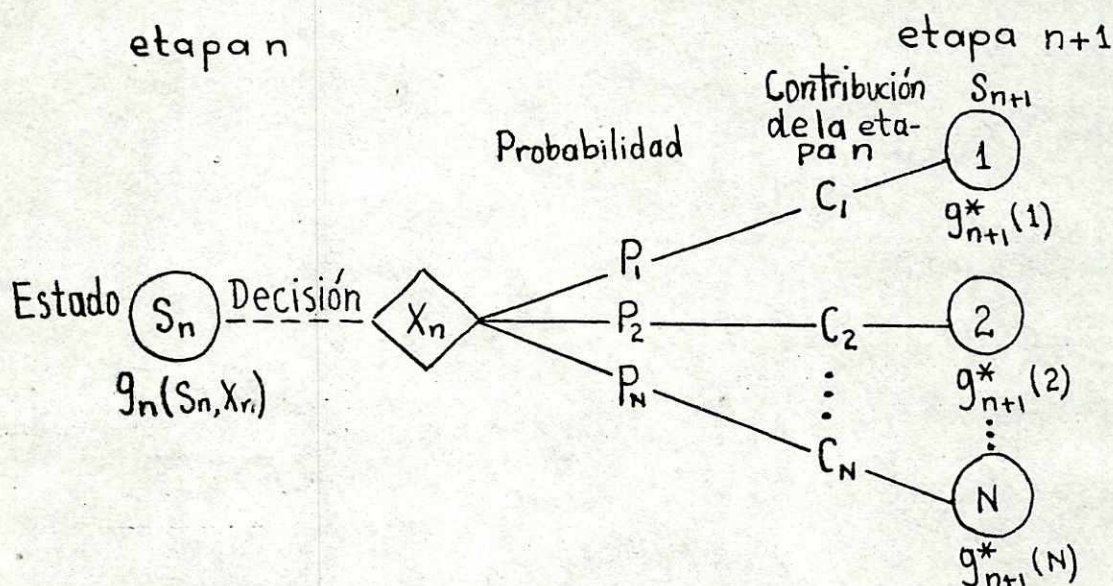 etapa n
etapa n+1
Contribución
de la eta-
pa n
S_{n+1}
Probabilidad
1
C_1
g*_{n+1}(1)
P_1
Estado S_n Decisión X_n P_2 C_2 2
g_n(S_n, X_n)
g*_{n+1}(2)
P_N
C_N
N
g*_{n+1}(N)